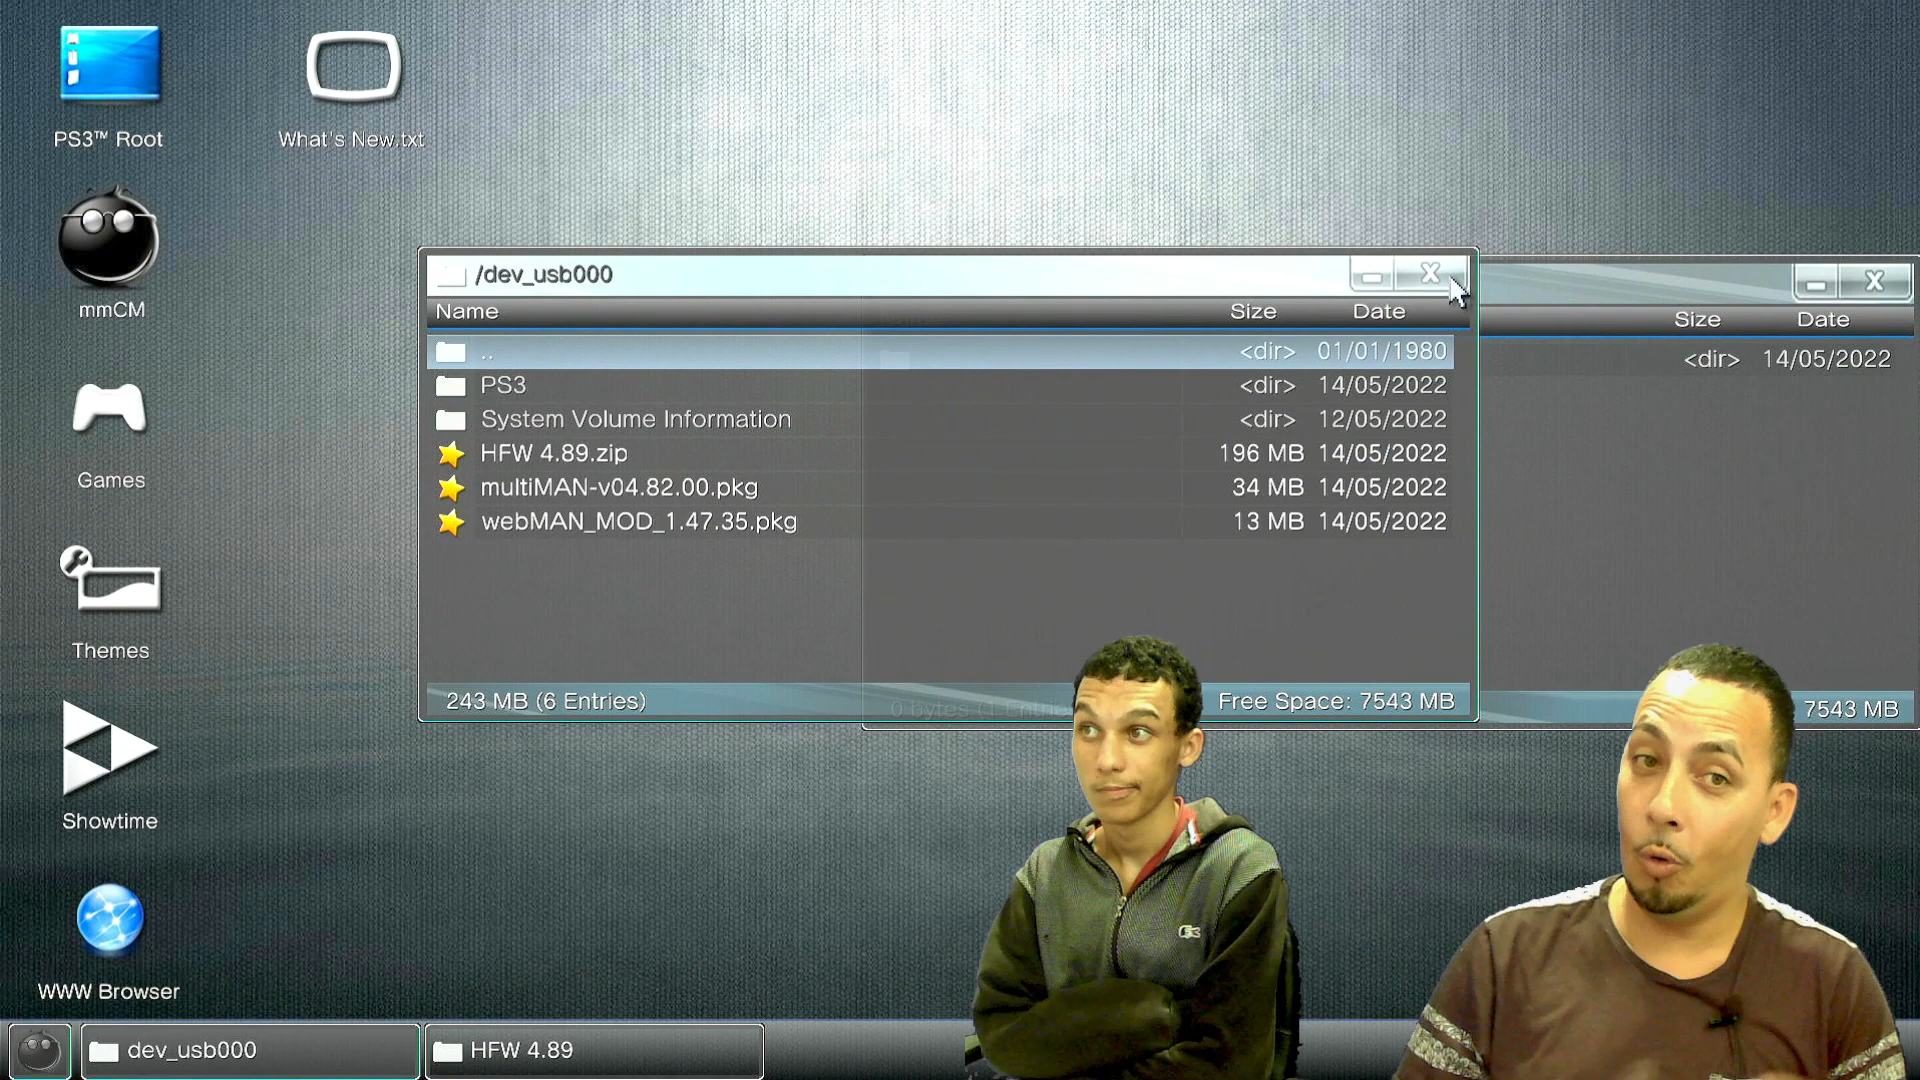 PS3™ Root
What's New.txt
mmCM
Games
Themes
Showtime
WWW Browser
/dev_usb000
X
Name Size Date
.. <dir> 01/01/1980
PS3 <dir> 14/05/2022
System Volume Information <dir> 12/05/2022
HFW 4.89.zip 196 MB 14/05/2022
multiMAN-v04.82.00.pkg 34 MB 14/05/2022
webMAN_MOD_1.47.35.pkg 13 MB 14/05/2022
243 MB (6 Entries) Free Space: 7543 MB
X
Size Date
<dir> 14/05/2022
0 bytes (1 Entrie
7543 MB
dev_usb000
HFW 4.89